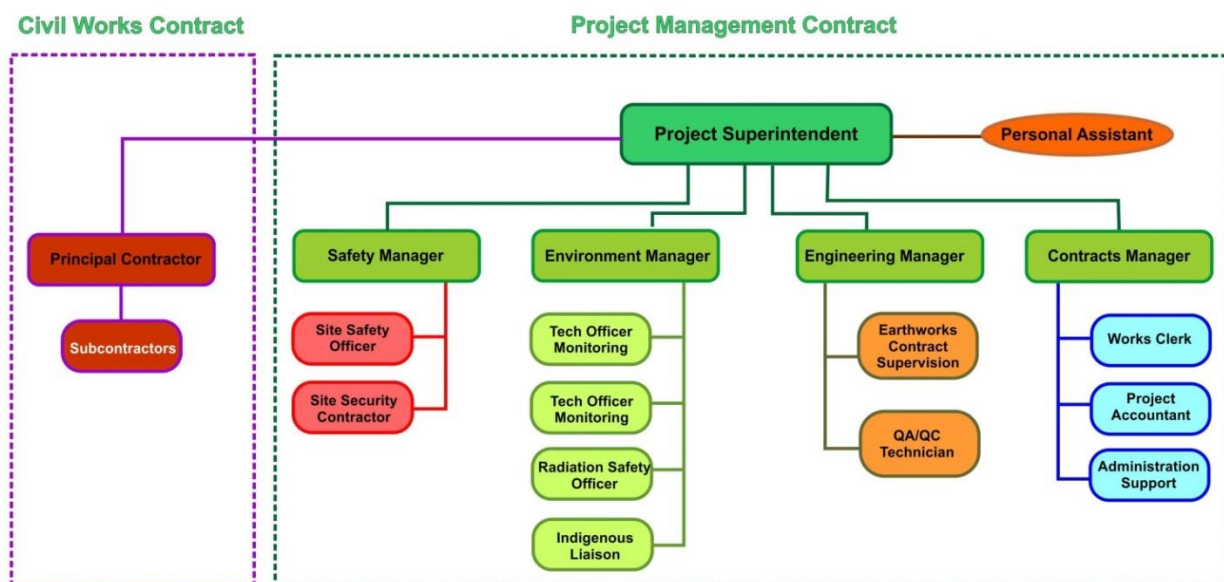 Civil Works Contract
Project Management Contract
Project Superintendent
Personal Assistant
Principal Contractor
Subcontractors
Safety Manager
Site Safety
Officer
Site Security
Contractor
Environment Manager
Tech Officer
Monitoring
Tech Officer
Monitoring
Radiation Safety
Officer
Indigenous
Liaison
Engineering Manager
Earthworks
Contract
Supervision
QA/QC
Technician
Contracts Manager
Works Clerk
Project
Accountant
Administration
Support